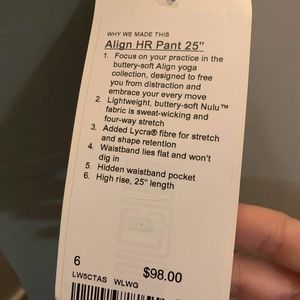 WHY WE MADE THIS
Align HR Pant 25"
1. Focus on your practice in the
buttery-soft Align yoga
collection, designed to free
you from distraction and
embrace your every move
2. Lightweight, buttery-soft Nulu™
fabric is sweat-wicking and
four-way stretch
3. Added Lycra® fibre for stretch
and shape retention
4. Waistband lies flat and won't
dig in
5. Hidden waistband pocket
6. High rise, 25" length
6
$98.00
LW5CTAS WLWG